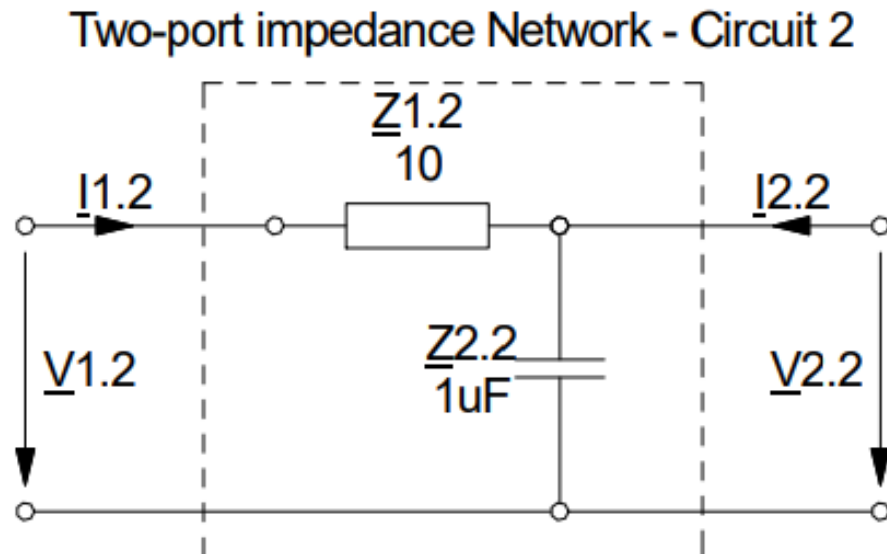 Two-port impedance Network - Circuit 2
Z1.2
10
I1.2
I2.2
Z2.2
1uF
V1.2
V2.2